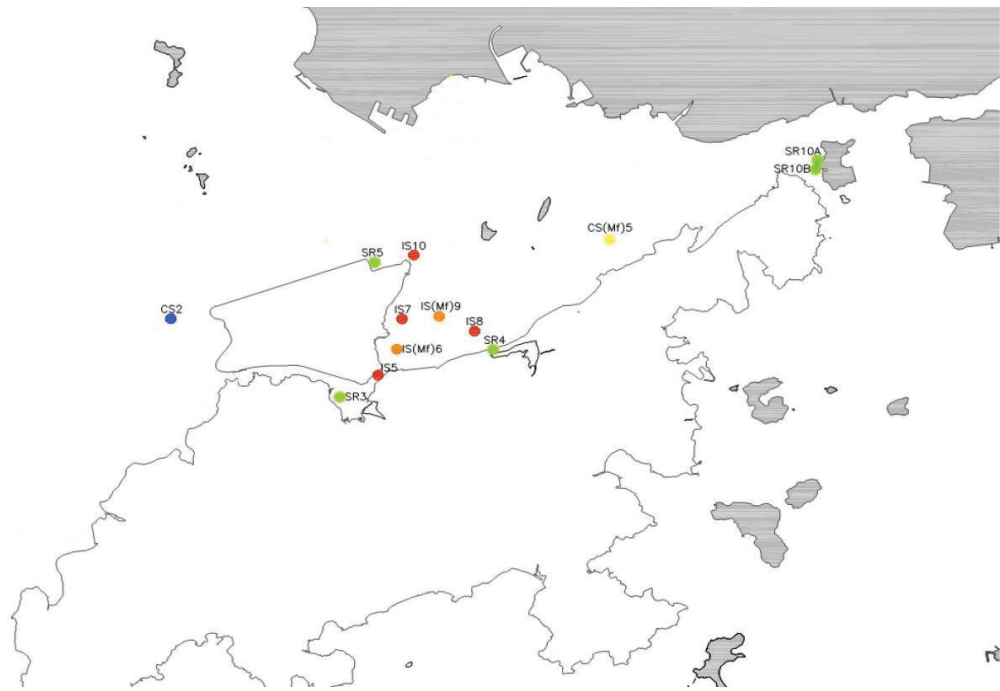 SR10A
SR10B
CS(Mf)5
IS10
SR5
CS2
IS7
IS(Mf)9
IS8
SR4
IS(Mf)6
IS5
SR3